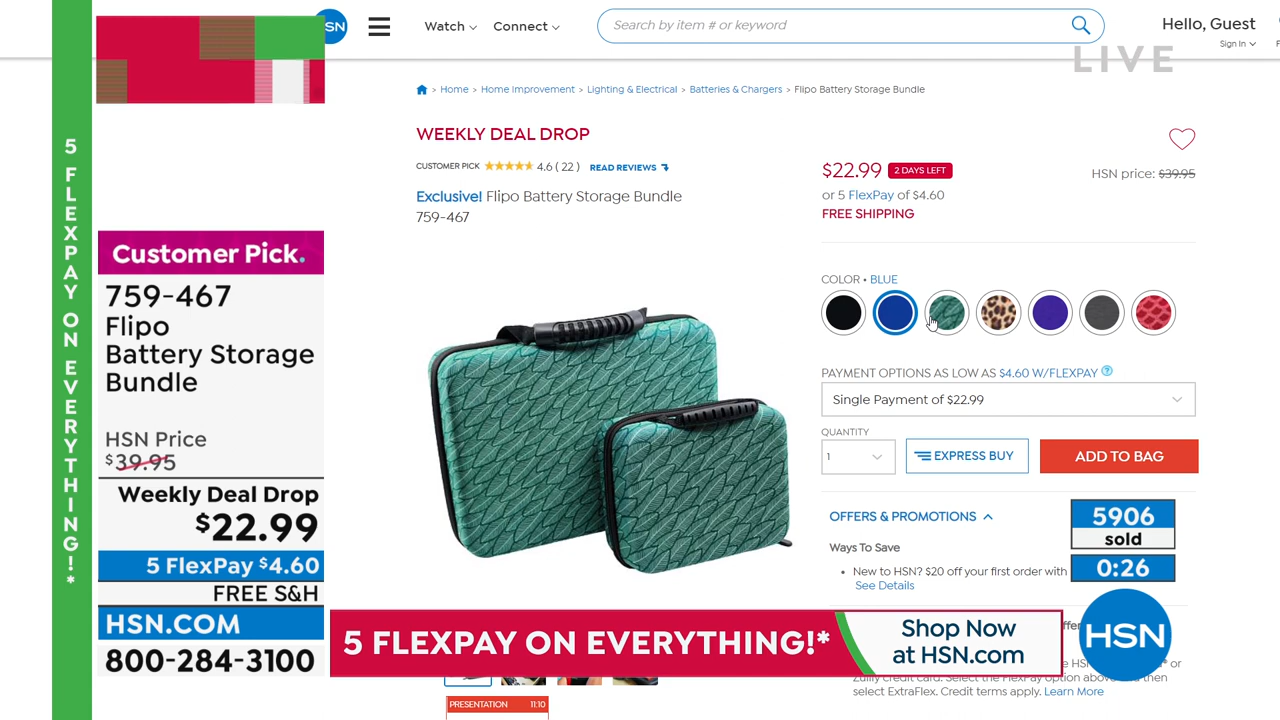 5 FLEXPAY ON EVERYTHING!*
SN
Watch
Connect
Search by item # or keyword
Hello, Guest
Sign In
LIVE
> Home > Home Improvement > Lighting & Electrical > Batteries & Chargers > Flipo Battery Storage Bundle
WEEKLY DEAL DROP
CUSTOMER PICK 4.6 ( 22 ) READ REVIEWS
Exclusive! Flipo Battery Storage Bundle
759-467
$22.99 2 DAYS LEFT
HSN price: $39.95
or 5 FlexPay of $4.60
FREE SHIPPING
COLOR • BLUE
PAYMENT OPTIONS AS LOW AS $4.60 W/FLEXPAY ?
Single Payment of $22.99
QUANTITY
1
EXPRESS BUY
ADD TO BAG
OFFERS & PROMOTIONS
Ways To Save
• New to HSN? $20 off your first order with
See Details
5906
sold
0:26
Customer Pick.
759-467
Flipo
Battery Storage
Bundle
HSN Price
$39.95
Weekly Deal Drop
$22.99
5 FlexPay $4.60
FREE S&H
HSN.COM
800-284-3100
5 FLEXPAY ON EVERYTHING!*
Shop Now
at HSN.com
HSN
Zulily credit card. Select the FlexPay option above and then
select ExtraFlex. Credit terms apply. Learn More
PRESENTATION 11:10